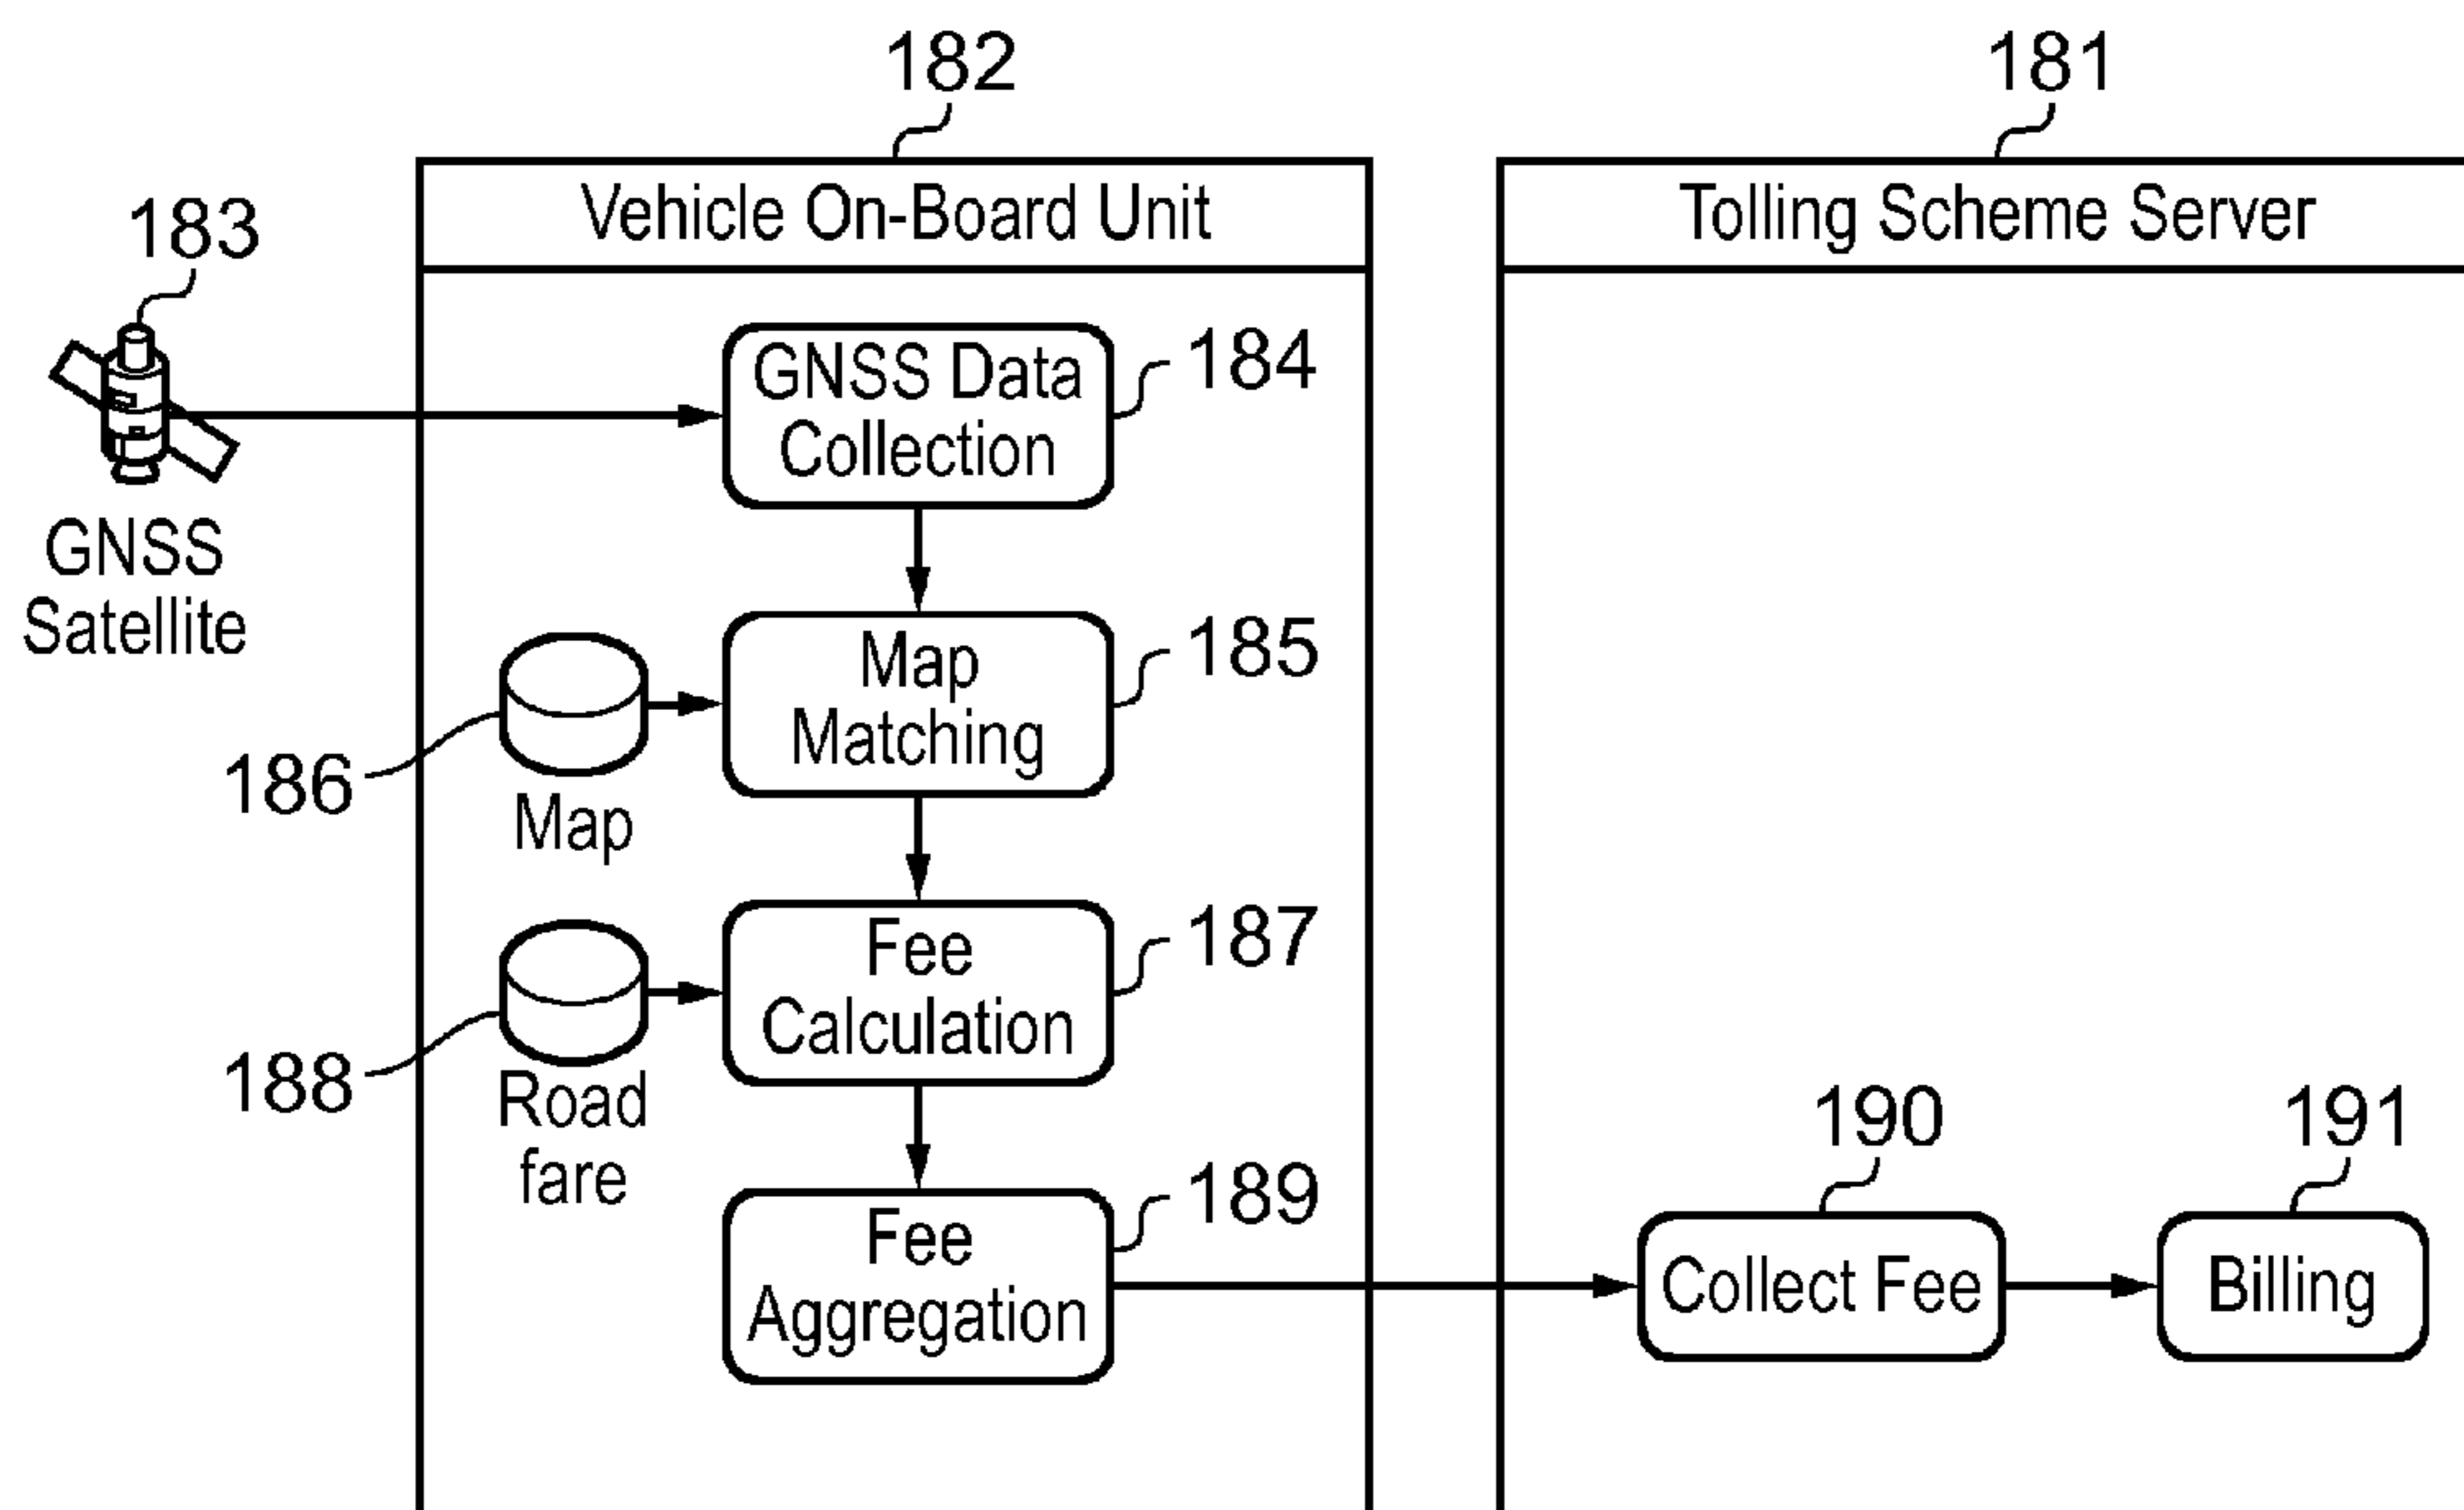 182
181
Vehicle On-Board Unit
Tolling Scheme Server
183
GNSS
Satellite
GNSS Data
Collection
184
Map
Matching
185
186
Map
Fee
Calculation
187
188
Road
fare
Fee
Aggregation
189
190
Collect Fee
191
Billing